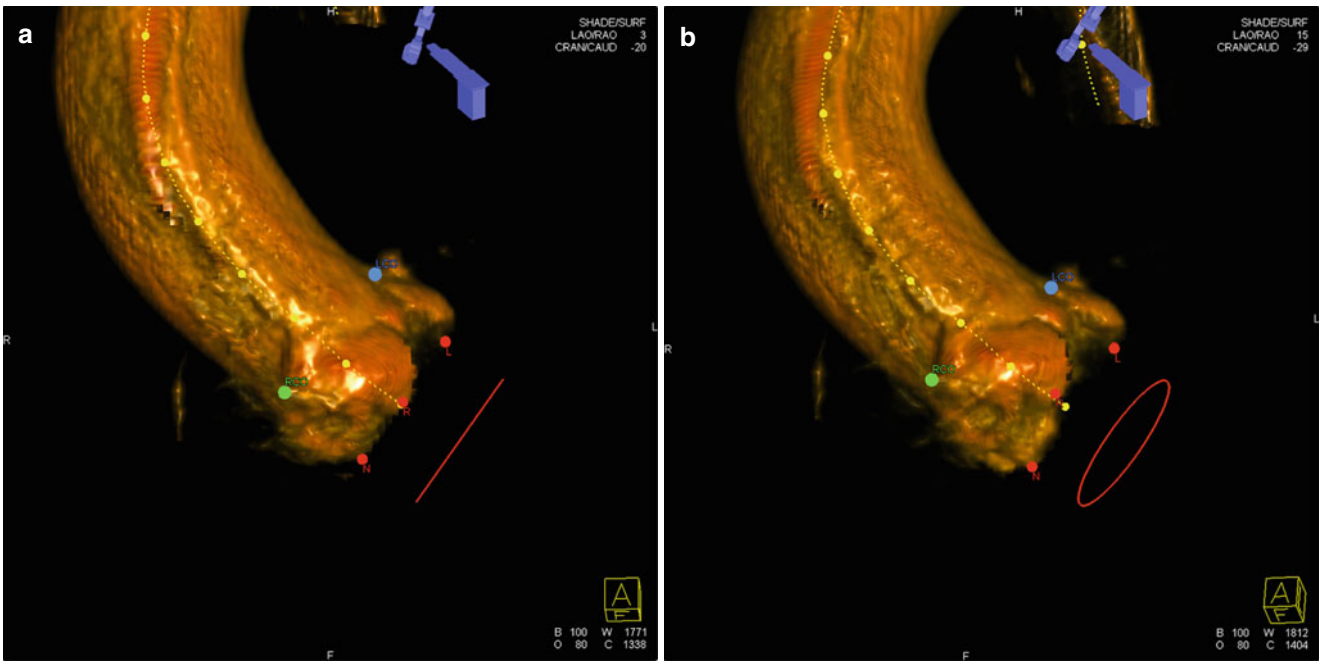 a
H
SHADE/SURF
LAO/RAO 3
CRAN/CAUD -20
LCO
L
R
L
RCO
R
N
A
F
B 100 W 1771
O 80 C 1338
F
b
H
SHADE/SURF
LAO/RAO 15
CRAN/CAUD -29
LCO
L
R
L
RCO
N
A
F
B 100 W 1812
O 80 C 1404
F